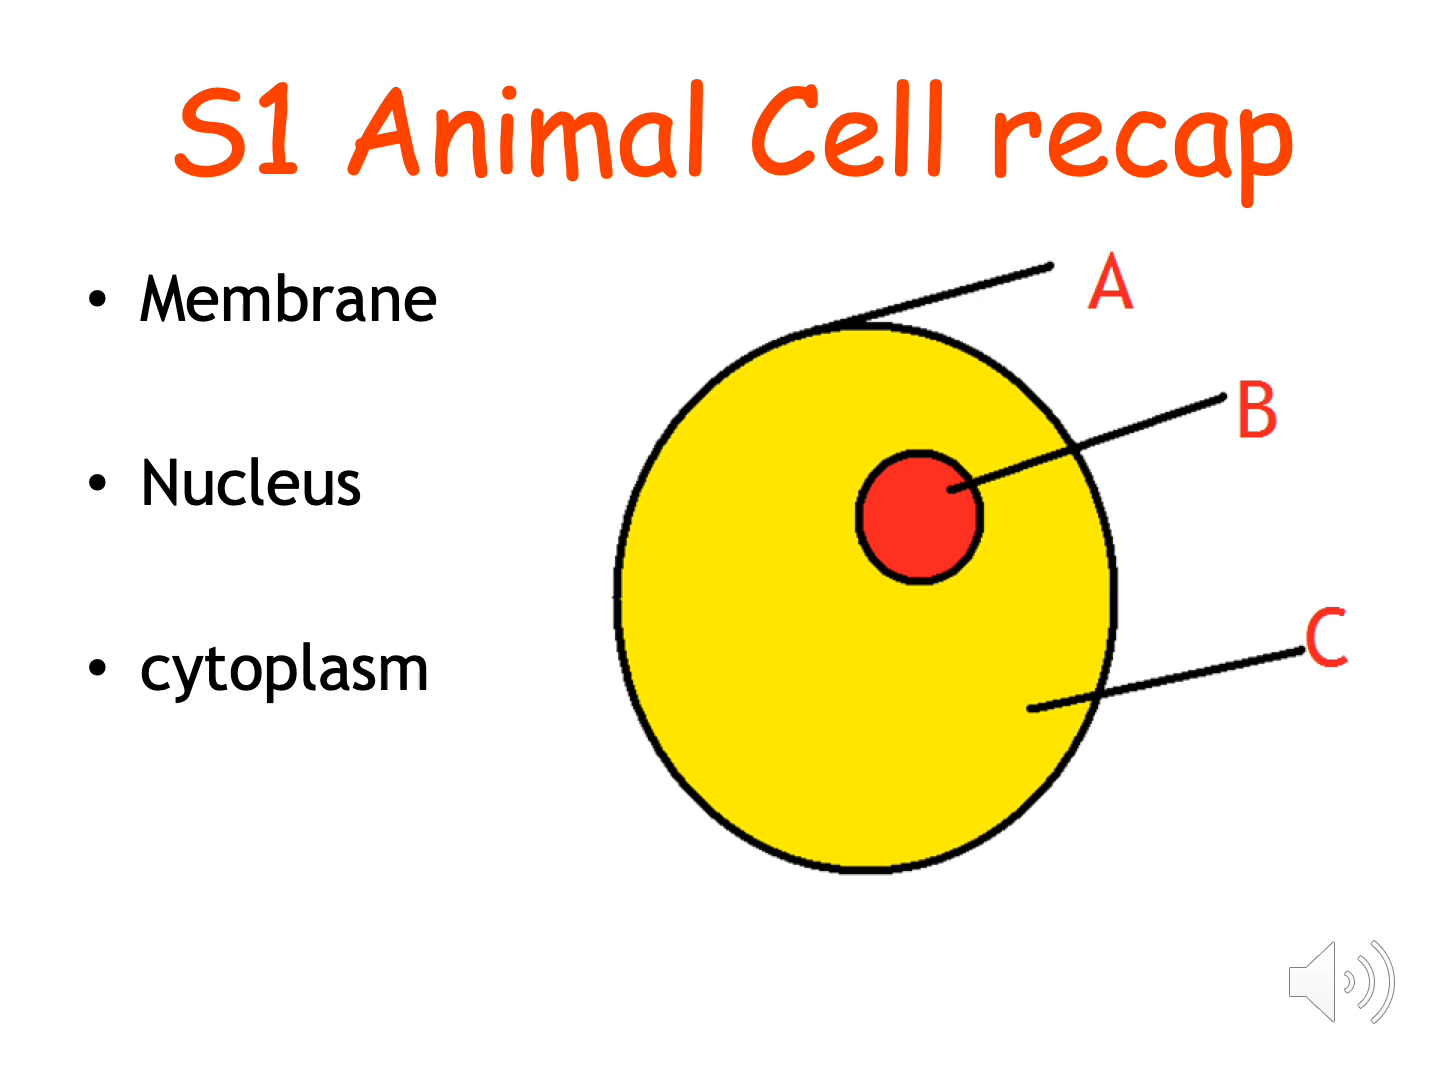 S1 Animal Cell recap
• Membrane
• Nucleus
• cytoplasm
A
B
C